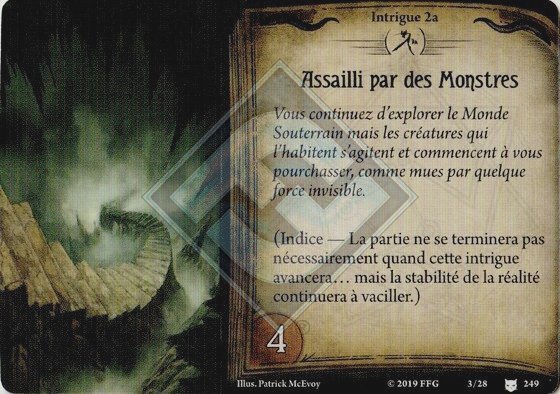 Intrigue 2a
Assailli par des Monstres
Vous continuez d'explorer le Monde
Souterrain mais les créatures qui
l'habitent s'agitent et commencent à vous
pourchasser, comme mues par quelque
force invisible.
(Indice — La partie ne se terminera pas
nécessairement quand cette intrigue
avancera… mais la stabilité de la réalité
continuera à vaciller.)
4
Illus. Patrick McEvoy © 2019 FFG 3/28 249